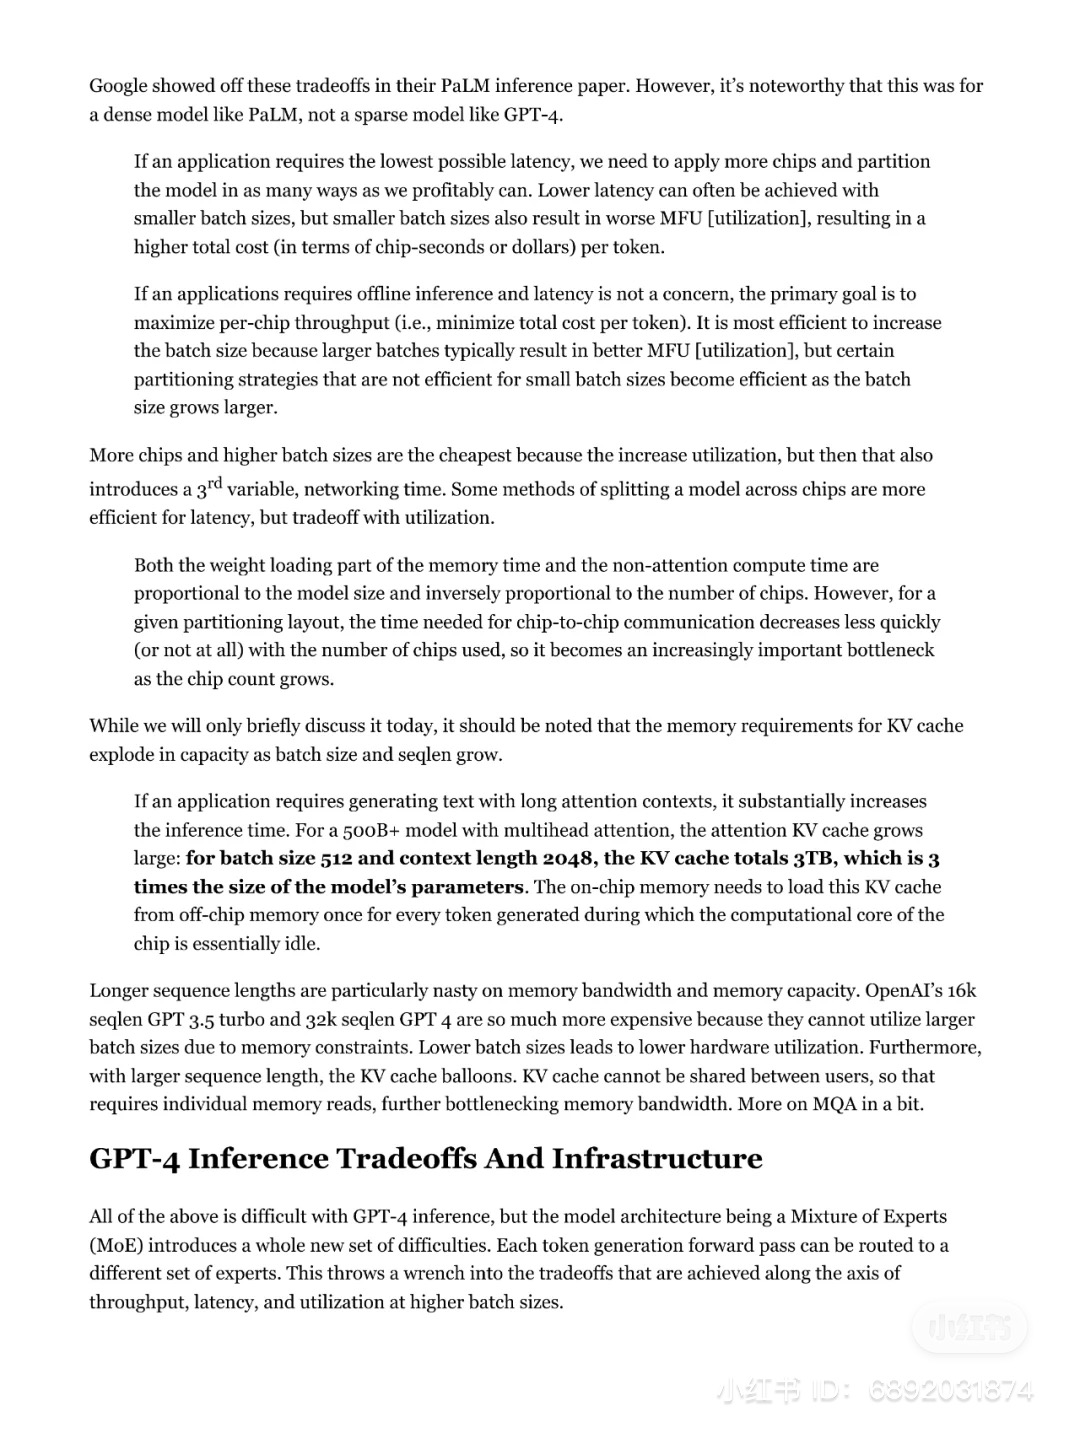 Google showed off these tradeoffs in their PaLM inference paper. However, it’s noteworthy that this was for
a dense model like PaLM, not a sparse model like GPT-4.
If an application requires the lowest possible latency, we need to apply more chips and partition
the model in as many ways as we profitably can. Lower latency can often be achieved with
smaller batch sizes, but smaller batch sizes also result in worse MFU [utilization], resulting in a
higher total cost (in terms of chip-seconds or dollars) per token.
If an applications requires offline inference and latency is not a concern, the primary goal is to
maximize per-chip throughput (i.e., minimize total cost per token). It is most efficient to increase
the batch size because larger batches typically result in better MFU [utilization], but certain
partitioning strategies that are not efficient for small batch sizes become efficient as the batch
size grows larger.
More chips and higher batch sizes are the cheapest because the increase utilization, but then that also
introduces a 3rd variable, networking time. Some methods of splitting a model across chips are more
efficient for latency, but tradeoff with utilization.
Both the weight loading part of the memory time and the non-attention compute time are
proportional to the model size and inversely proportional to the number of chips. However, for a
given partitioning layout, the time needed for chip-to-chip communication decreases less quickly
(or not at all) with the number of chips used, so it becomes an increasingly important bottleneck
as the chip count grows.
While we will only briefly discuss it today, it should be noted that the memory requirements for KV cache
explode in capacity as batch size and seqlen grow.
If an application requires generating text with long attention contexts, it substantially increases
the inference time. For a 500B+ model with multihead attention, the attention KV cache grows
large: for batch size 512 and context length 2048, the KV cache totals 3TB, which is 3
times the size of the model’s parameters. The on-chip memory needs to load this KV cache
from off-chip memory once for every token generated during which the computational core of the
chip is essentially idle.
Longer sequence lengths are particularly nasty on memory bandwidth and memory capacity. OpenAI’s 16k
seqlen GPT 3.5 turbo and 32k seqlen GPT 4 are so much more expensive because they cannot utilize larger
batch sizes due to memory constraints. Lower batch sizes leads to lower hardware utilization. Furthermore,
with larger sequence length, the KV cache balloons. KV cache cannot be shared between users, so that
requires individual memory reads, further bottlenecking memory bandwidth. More on MQA in a bit.
GPT-4 Inference Tradeoffs And Infrastructure
All of the above is difficult with GPT-4 inference, but the model architecture being a Mixture of Experts
(MoE) introduces a whole new set of difficulties. Each token generation forward pass can be routed to a
different set of experts. This throws a wrench into the tradeoffs that are achieved along the axis of
throughput, latency, and utilization at higher batch sizes.
小红书
小红书 ID: 6892031874